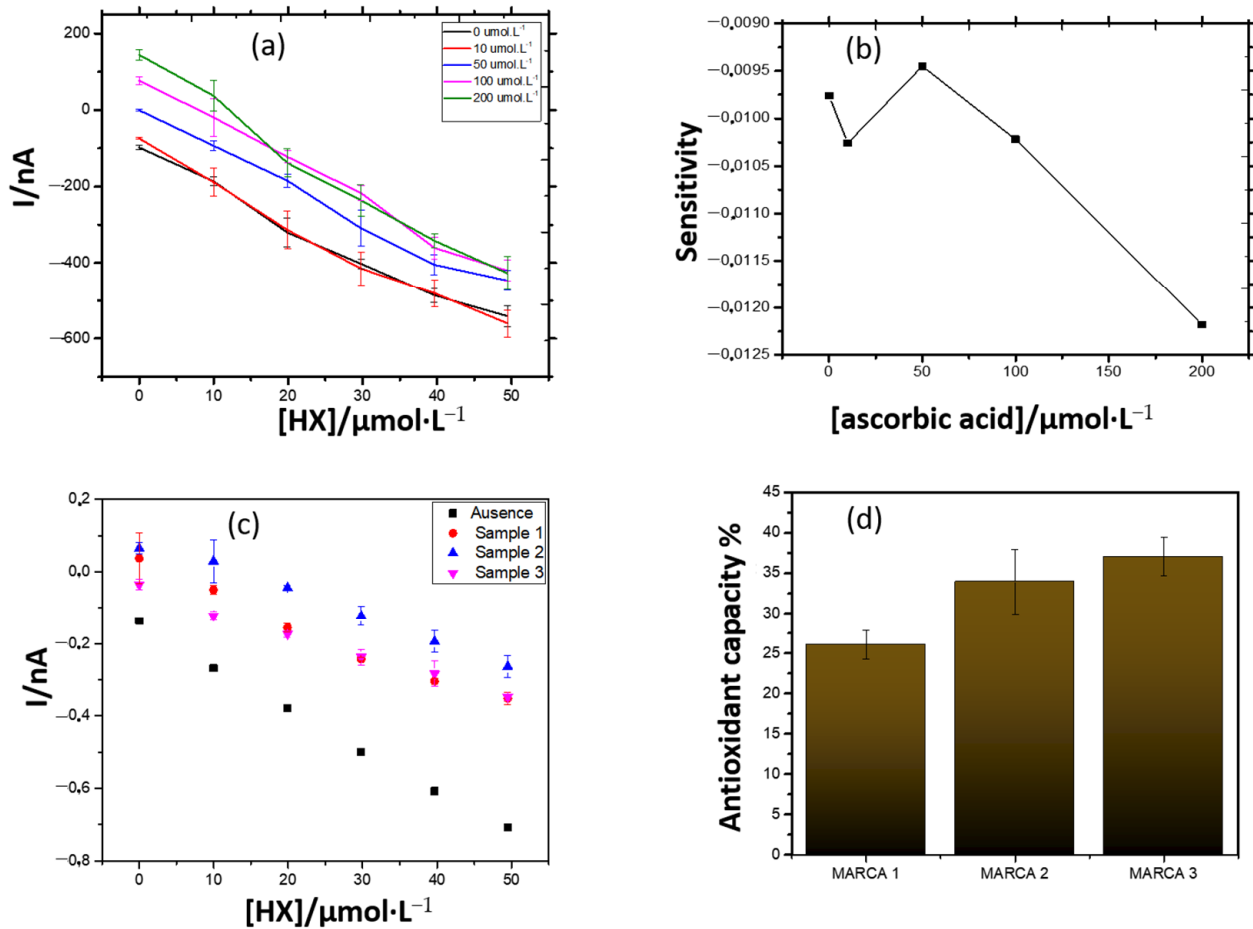 (a)
I/nA
200
0
−200
−400
−600
0 umol.L⁻¹
10 umol.L⁻¹
50 umol.L⁻¹
100 umol.L⁻¹
200 umol.L⁻¹
0 10 20 30 40 50
[HX]/µmol·L⁻¹
(b)
Sensitivity
−0.0090
−0.0095
−0.0100
−0.0105
−0.0110
−0.0115
−0.0120
−0.0125
0 50 100 150 200
[ascorbic acid]/µmol·L⁻¹
(c)
I/nA
0,2
0,0
−0,2
−0,4
−0,6
−0,8
Ausence
Sample 1
Sample 2
Sample 3
0 10 20 30 40 50
[HX]/µmol·L⁻¹
(d)
Antioxidant capacity %
45
40
35
30
25
20
15
10
5
0
MARCA 1 MARCA 2 MARCA 3